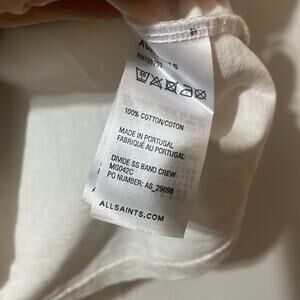 ALLSAINTS
100% COTTON/COTON
MADE IN PORTUGAL
FABRIQUÉ AU PORTUGAL
DIVIDE SS BAND CREW
MG042C
PO NUMBER: AS_29698
ALLSAINTS.COM